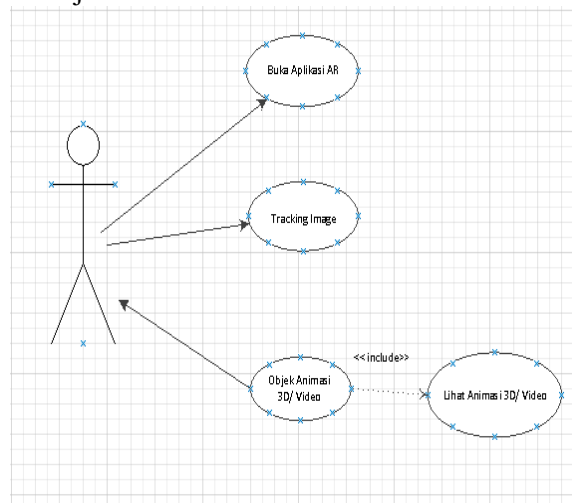 Buka Aplikasi AR
Tracking Image
<<include>>
Objek Animasi
3D/ Video
Lihat Animasi 3D/ Video